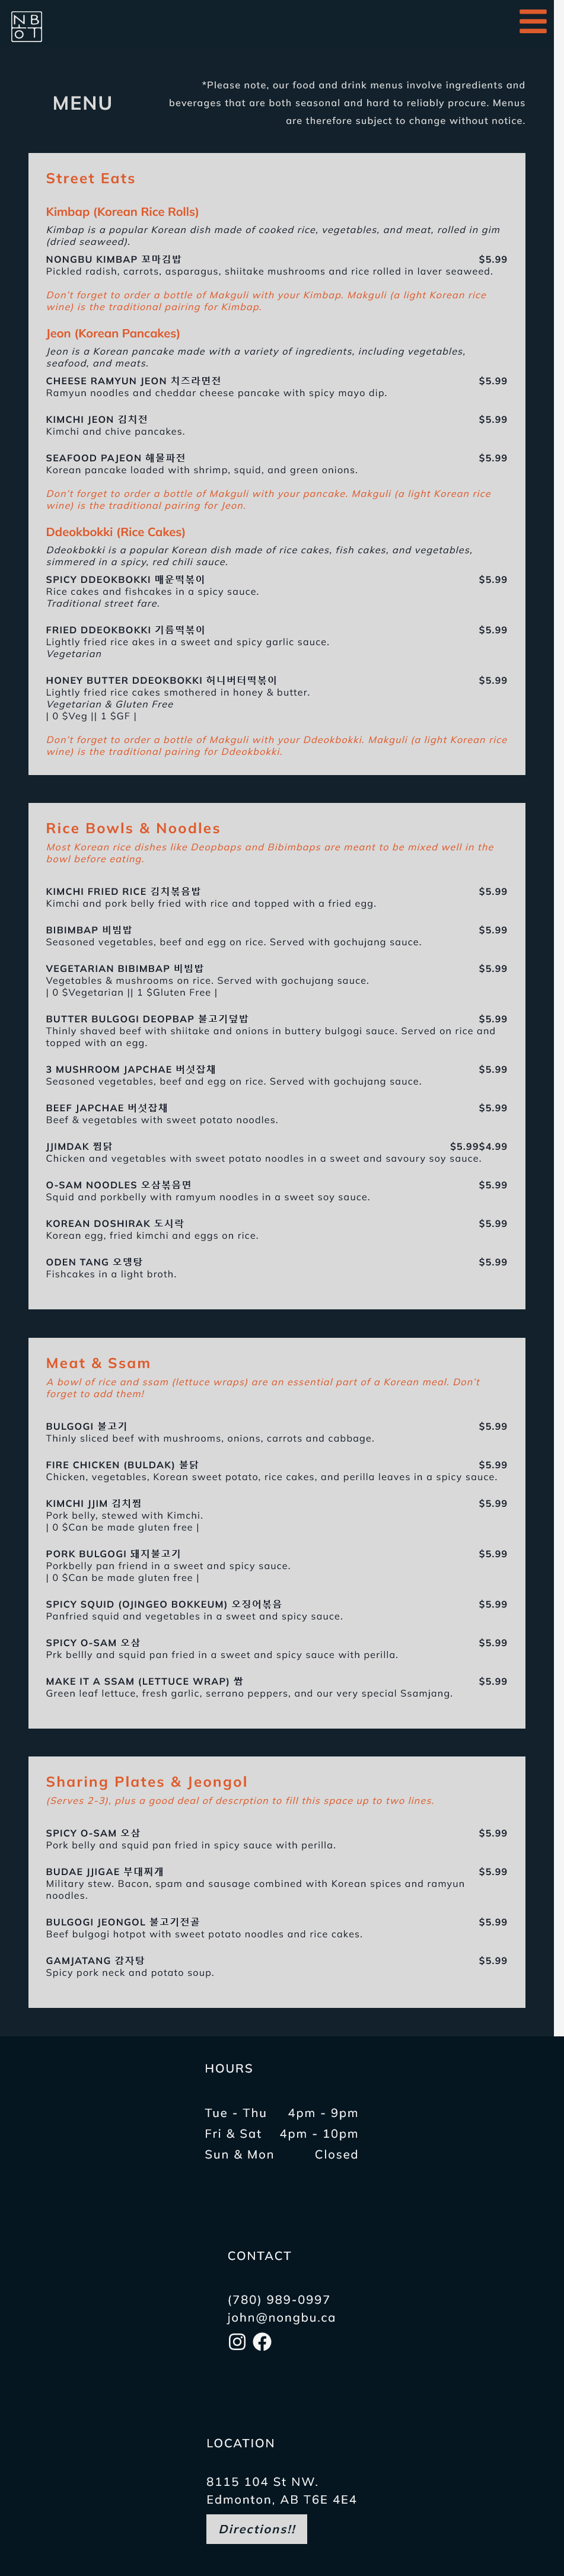 NB
OT
MENU
*Please note, our food and drink menus involve ingredients and
beverages that are both seasonal and hard to reliably procure. Menus
are therefore subject to change without notice.
Street Eats
Kimbap (Korean Rice Rolls)
Kimbap is a popular Korean dish made of cooked rice, vegetables, and meat, rolled in gim
(dried seaweed).
NONGBU KIMBAP 꼬마김밥 $5.99
Pickled radish, carrots, asparagus, shiitake mushrooms and rice rolled in laver seaweed.
Don't forget to order a bottle of Makguli with your Kimbap. Makguli (a light Korean rice
wine) is the traditional pairing for Kimbap.
Jeon (Korean Pancakes)
Jeon is a Korean pancake made with a variety of ingredients, including vegetables,
seafood, and meats.
CHEESE RAMYUN JEON 치즈라면전 $5.99
Ramyun noodles and cheddar cheese pancake with spicy mayo dip.
KIMCHI JEON 김치전 $5.99
Kimchi and chive pancakes.
SEAFOOD PAJEON 해물파전 $5.99
Korean pancake loaded with shrimp, squid, and green onions.
Don't forget to order a bottle of Makguli with your pancake. Makguli (a light Korean rice
wine) is the traditional pairing for Jeon.
Ddeokbokki (Rice Cakes)
Ddeokbokki is a popular Korean dish made of rice cakes, fish cakes, and vegetables,
simmered in a spicy, red chili sauce.
SPICY DDEOKBOKKI 매운떡볶이 $5.99
Rice cakes and fishcakes in a spicy sauce.
Traditional street fare.
FRIED DDEOKBOKKI 기름떡볶이 $5.99
Lightly fried rice akes in a sweet and spicy garlic sauce.
Vegetarian
HONEY BUTTER DDEOKBOKKI 허니버터떡볶이 $5.99
Lightly fried rice cakes smothered in honey & butter.
Vegetarian & Gluten Free
| 0 $Veg || 1 $GF |
Don't forget to order a bottle of Makguli with your Ddeokbokki. Makguli (a light Korean rice
wine) is the traditional pairing for Ddeokbokki.
Rice Bowls & Noodles
Most Korean rice dishes like Deopbaps and Bibimbaps are meant to be mixed well in the
bowl before eating.
KIMCHI FRIED RICE 김치볶음밥 $5.99
Kimchi and pork belly fried with rice and topped with a fried egg.
BIBIMBAP 비빔밥 $5.99
Seasoned vegetables, beef and egg on rice. Served with gochujang sauce.
VEGETARIAN BIBIMBAP 비빔밥 $5.99
Vegetables & mushrooms on rice. Served with gochujang sauce.
| 0 $Vegetarian || 1 $Gluten Free |
BUTTER BULGOGI DEOPBAP 불고기덮밥 $5.99
Thinly shaved beef with shiitake and onions in buttery bulgogi sauce. Served on rice and
topped with an egg.
3 MUSHROOM JAPCHAE 버섯잡채 $5.99
Seasoned vegetables, beef and egg on rice. Served with gochujang sauce.
BEEF JAPCHAE 버섯잡채 $5.99
Beef & vegetables with sweet potato noodles.
JJIMDAK 찜닭 $5.99$4.99
Chicken and vegetables with sweet potato noodles in a sweet and savoury soy sauce.
O-SAM NOODLES 오삼볶음면 $5.99
Squid and porkbelly with ramyum noodles in a sweet soy sauce.
KOREAN DOSHIRAK 도시락 $5.99
Korean egg, fried kimchi and eggs on rice.
ODEN TANG 오뎅탕 $5.99
Fishcakes in a light broth.
Meat & Ssam
A bowl of rice and ssam (lettuce wraps) are an essential part of a Korean meal. Don't
forget to add them!
BULGOGI 불고기 $5.99
Thinly sliced beef with mushrooms, onions, carrots and cabbage.
FIRE CHICKEN (BULDAK) 불닭 $5.99
Chicken, vegetables, Korean sweet potato, rice cakes, and perilla leaves in a spicy sauce.
KIMCHI JJIM 김치찜 $5.99
Pork belly, stewed with Kimchi.
| 0 $Can be made gluten free |
PORK BULGOGI 돼지불고기 $5.99
Porkbelly pan friend in a sweet and spicy sauce.
| 0 $Can be made gluten free |
SPICY SQUID (OJINGEO BOKKEUM) 오징어볶음 $5.99
Panfried squid and vegetables in a sweet and spicy sauce.
SPICY O-SAM 오삼 $5.99
Prk bellly and squid pan fried in a sweet and spicy sauce with perilla.
MAKE IT A SSAM (LETTUCE WRAP) 쌈 $5.99
Green leaf lettuce, fresh garlic, serrano peppers, and our very special Ssamjang.
Sharing Plates & Jeongol
(Serves 2-3), plus a good deal of descrption to fill this space up to two lines.
SPICY O-SAM 오삼 $5.99
Pork belly and squid pan fried in spicy sauce with perilla.
BUDAE JJIGAE 부대찌개 $5.99
Military stew. Bacon, spam and sausage combined with Korean spices and ramyun
noodles.
BULGOGI JEONGOL 불고기전골 $5.99
Beef bulgogi hotpot with sweet potato noodles and rice cakes.
GAMJATANG 감자탕 $5.99
Spicy pork neck and potato soup.
HOURS
Tue - Thu 4pm - 9pm
Fri & Sat 4pm - 10pm
Sun & Mon Closed
CONTACT
(780) 989-0997
john@nongbu.ca
LOCATION
8115 104 St NW.
Edmonton, AB T6E 4E4
Directions!!